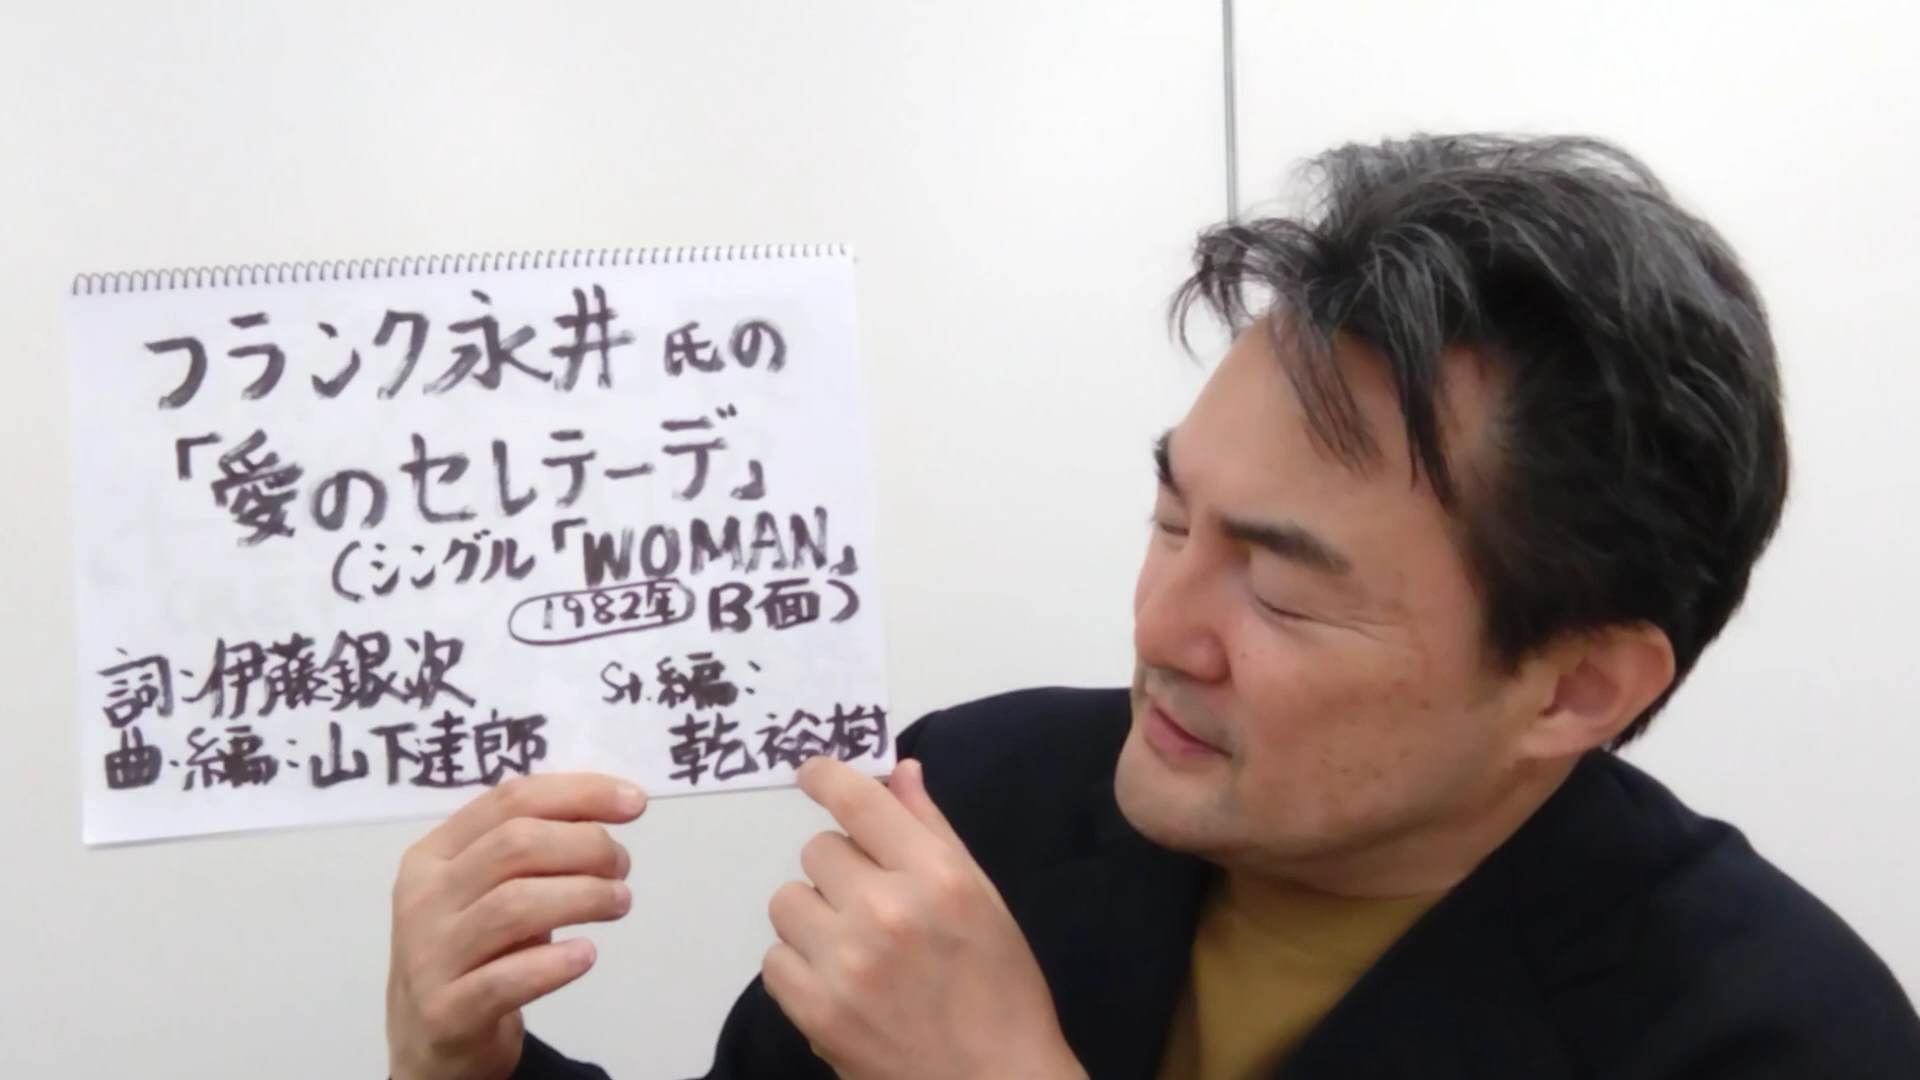 フランク永井 氏の
「愛のセレナーデ」
(シングル「WOMAN」
1982年 B面)
詞:伊藤銀次
曲・編:山下達郎
St.編:
乾裕樹